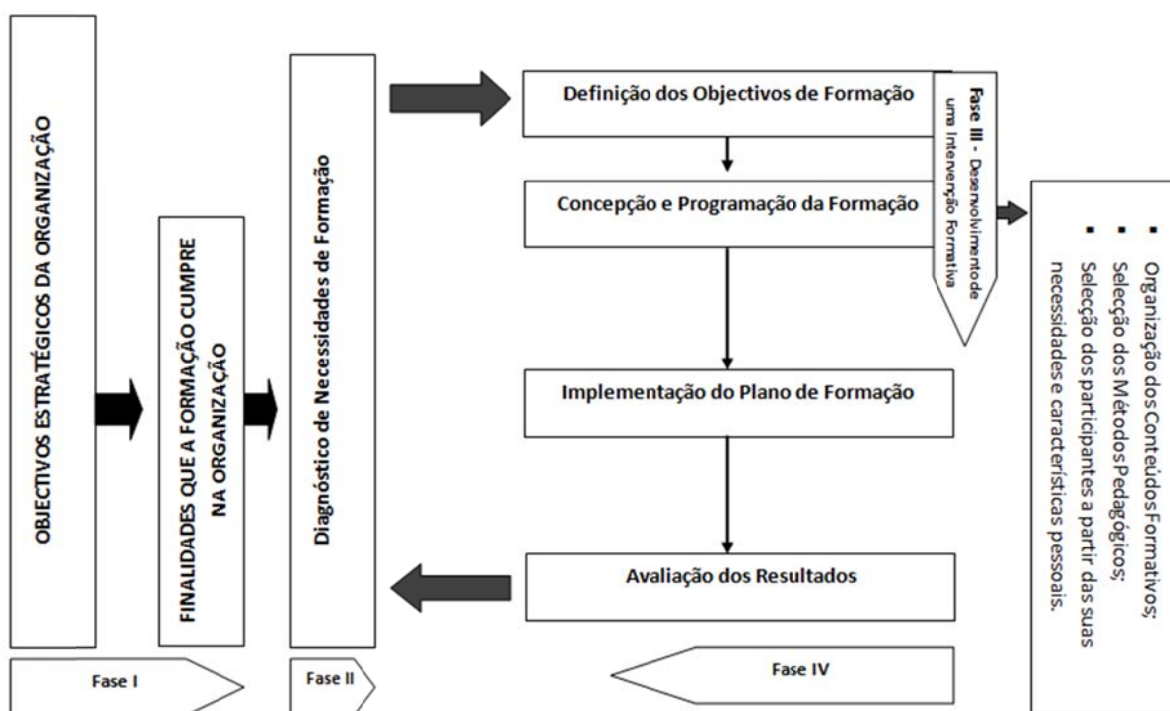 OBJECTIVOS ESTRATÉGICOS DA ORGANIZAÇÃO
FINALIDADES QUE A FORMAÇÃO CUMPRE
NA ORGANIZAÇÃO
Diagnóstico de Necessidades de Formação
Definição dos Objectivos de Formação
Concepção e Programação da Formação
Implementação do Plano de Formação
Avaliação dos Resultados
Fase III - Desenvolvimento de
uma Intervenção Formativa
▪ Organização dos Conteúdos Formativos;
▪ Selecção dos Métodos Pedagógicos;
▪ Selecção dos participantes a partir das suas
necessidades e características pessoais.
Fase I
Fase II
Fase IV